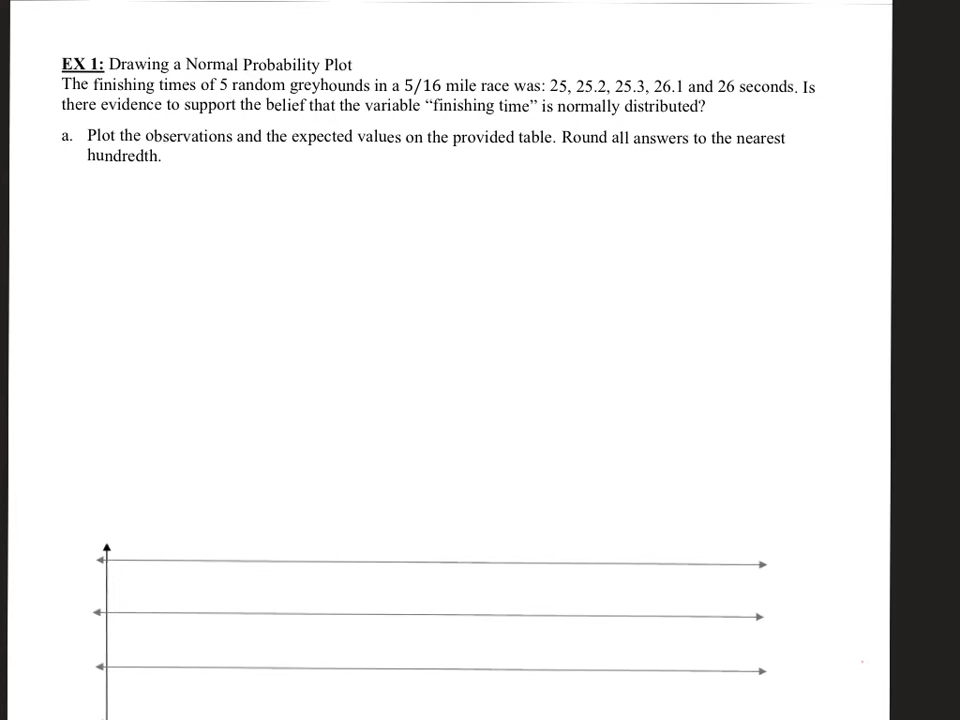 EX 1: Drawing a Normal Probability Plot
The finishing times of 5 random greyhounds in a 5/16 mile race was: 25, 25.2, 25.3, 26.1 and 26 seconds. Is
there evidence to support the belief that the variable “finishing time” is normally distributed?
a. Plot the observations and the expected values on the provided table. Round all answers to the nearest
hundredth.